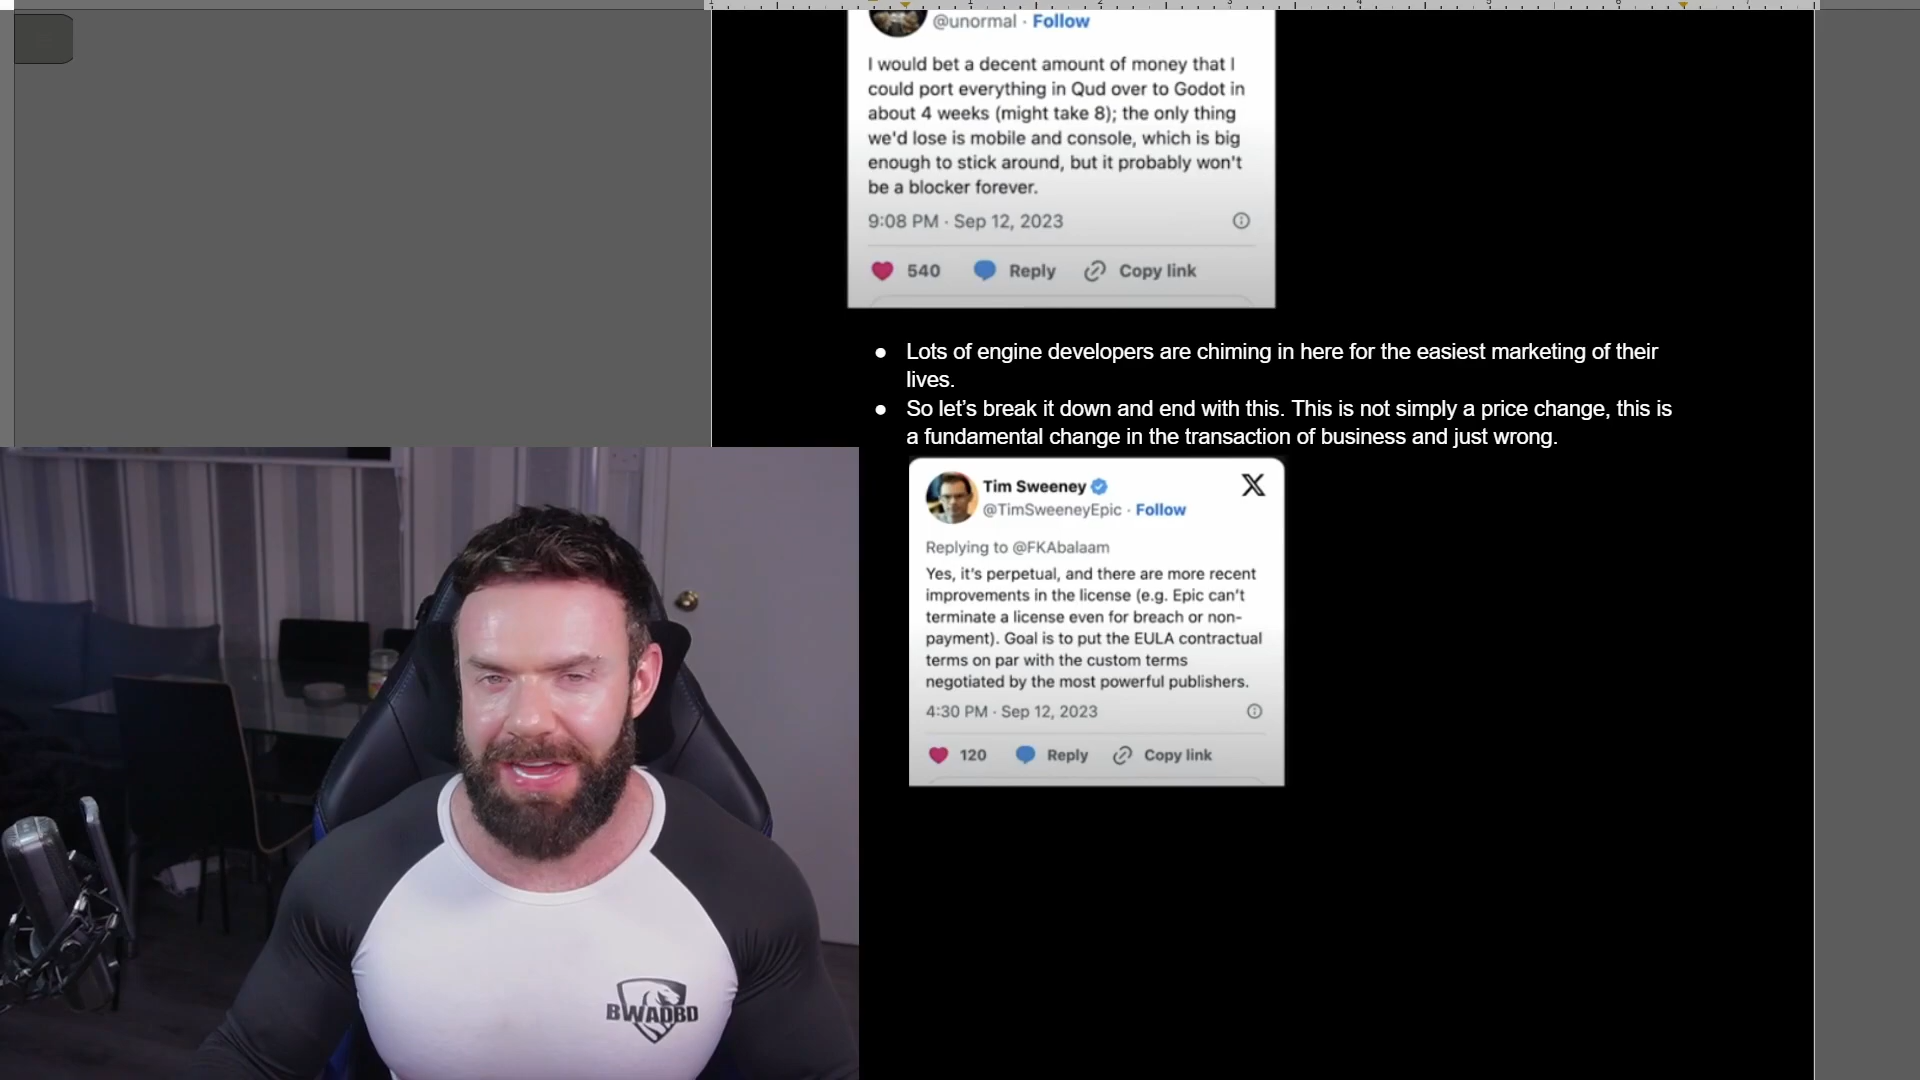 @unormal · Follow
I would bet a decent amount of money that I
could port everything in Qud over to Godot in
about 4 weeks (might take 8); the only thing
we'd lose is mobile and console, which is big
enough to stick around, but it probably won't
be a blocker forever.
9:08 PM · Sep 12, 2023
540 Reply Copy link
● Lots of engine developers are chiming in here for the easiest marketing of their
lives.
● So let’s break it down and end with this. This is not simply a price change, this is
a fundamental change in the transaction of business and just wrong.
Tim Sweeney
@TimSweeneyEpic · Follow
Replying to @FKAbalaam
Yes, it's perpetual, and there are more recent
improvements in the license (e.g. Epic can't
terminate a license even for breach or non-
payment). Goal is to put the EULA contractual
terms on par with the custom terms
negotiated by the most powerful publishers.
4:30 PM · Sep 12, 2023
120 Reply Copy link
BWADBD